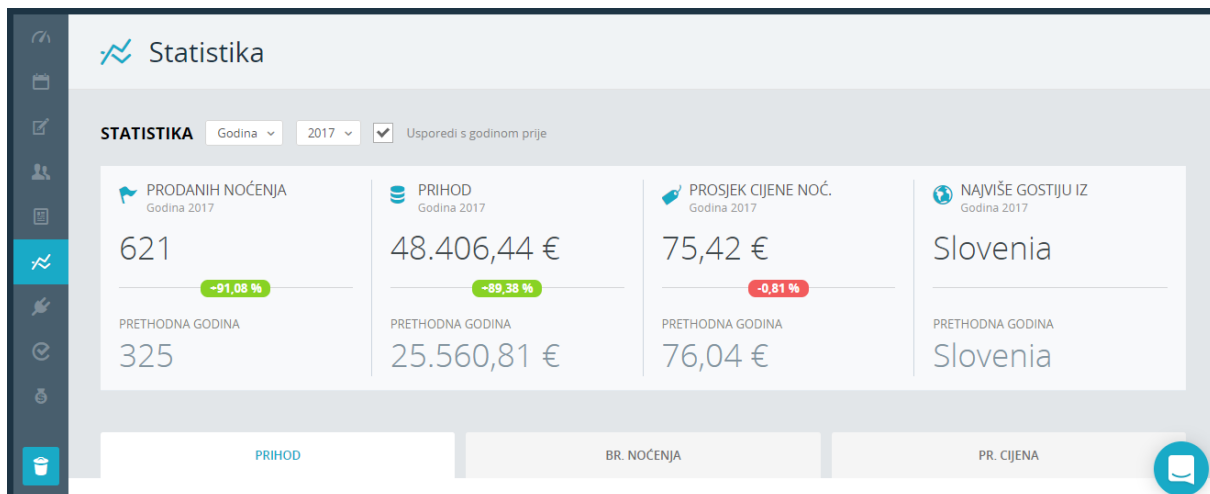 Statistika
STATISTIKA Godina 2017 Usporedi s godinom prije
PRODANIH NOĆENJA
Godina 2017
621
+91,08 %
PRETHODNA GODINA
325
PRIHOD
Godina 2017
48.406,44 €
+89,38 %
PRETHODNA GODINA
25.560,81 €
PROSJEK CIJENE NOĆ.
Godina 2017
75,42 €
-0,81 %
PRETHODNA GODINA
76,04 €
NAJVIŠE GOSTIJU IZ
Godina 2017
Slovenia
PRETHODNA GODINA
Slovenia
PRIHOD BR. NOĆENJA PR. CIJENA